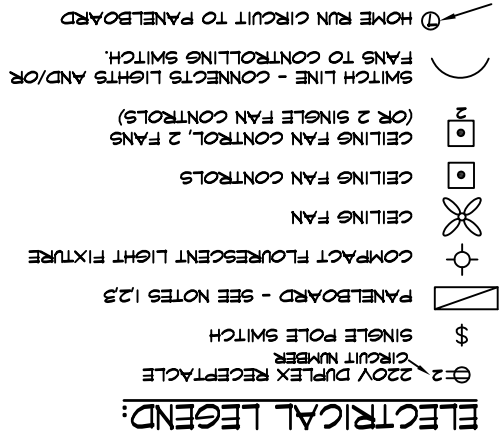 ELECTRICAL LEGEND:
2 220V DUPLEX RECEPTACLE
CIRCUIT NUMBER
$ SINGLE POLE SWITCH
PANELBOARD - SEE NOTES 1,2,3
COMPACT FLOURESCENT LIGHT FIXTURE
CEILING FAN
CEILING FAN CONTROLS
CEILING FAN CONTROL, 2 FANS
2 (OR 2 SINGLE FAN CONTROLS)
SWITCH LINE - CONNECTS LIGHTS AND/OR
FANS TO CONTROLLING SWITCH.
1 HOME RUN CIRCUIT TO PANELBOARD